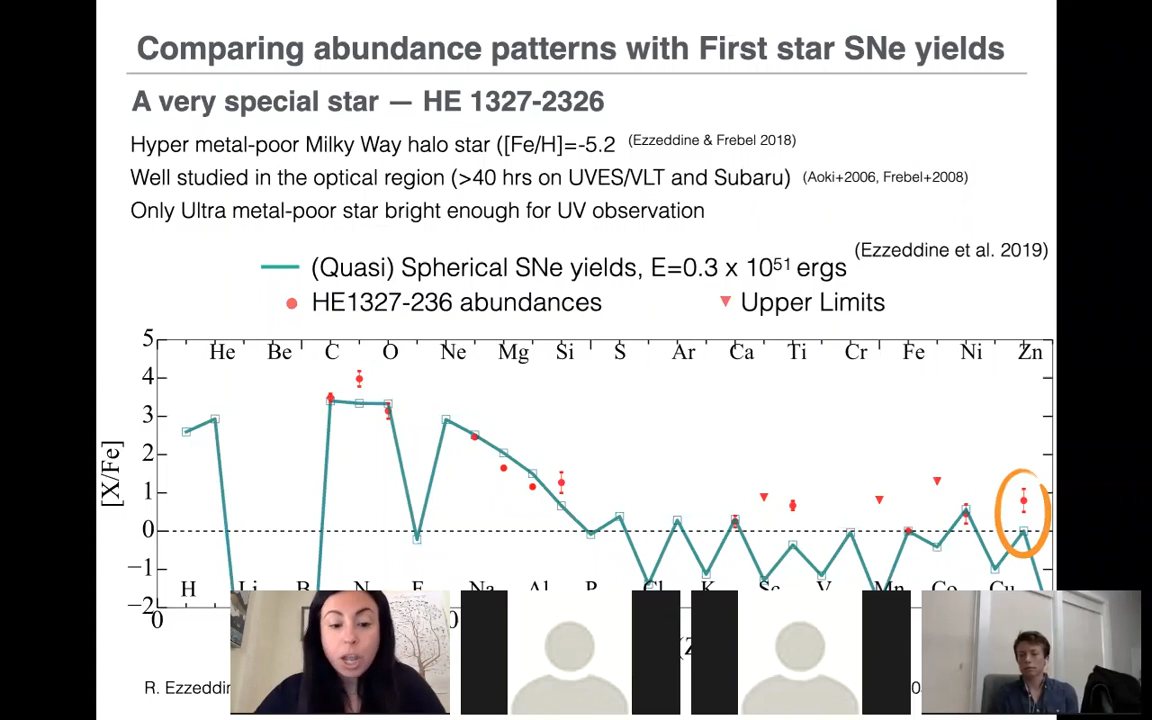 Comparing abundance patterns with First star SNe yields
A very special star — HE 1327-2326
Hyper metal-poor Milky Way halo star ([Fe/H]=-5.2 (Ezzeddine & Frebel 2018)
Well studied in the optical region (>40 hrs on UVES/VLT and Subaru) (Aoki+2006, Frebel+2008)
Only Ultra metal-poor star bright enough for UV observation
(Ezzeddine et al. 2019)
(Quasi) Spherical SNe yields, E=0.3 x 10⁵¹ ergs
HE1327-236 abundances
Upper Limits
5
He Be C O Ne Mg Si S Ar Ca Ti Cr Fe Ni Zn
4
3
2
[X/Fe]
1
0
−1
H Li B N F Na Al P Cl K Sc V Mn Co Cu
−2
0
R. Ezzeddin